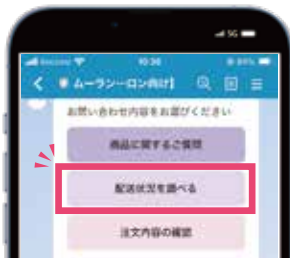 5G
10:36
ムーラン－ロン向け】
お問い合わせ内容をお選びください
商品に関するご質問
配送状況を調べる
注文内容の確認